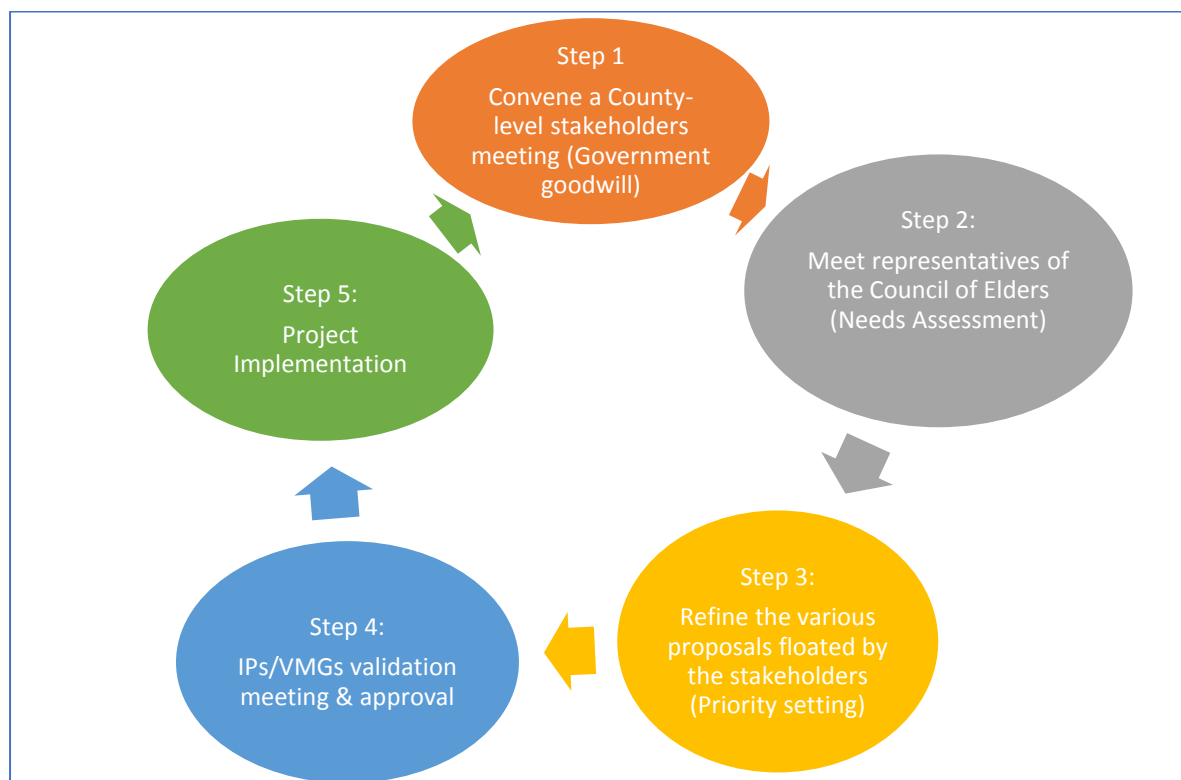 Step 1
Convene a County-
level stakeholders
meeting (Government
goodwill)
Step 2:
Meet representatives of
the Council of Elders
(Needs Assessment)
Step 3:
Refine the various
proposals floated by
the stakeholders
(Priority setting)
Step 4:
IPs/VMGs validation
meeting & approval
Step 5:
Project
Implementation